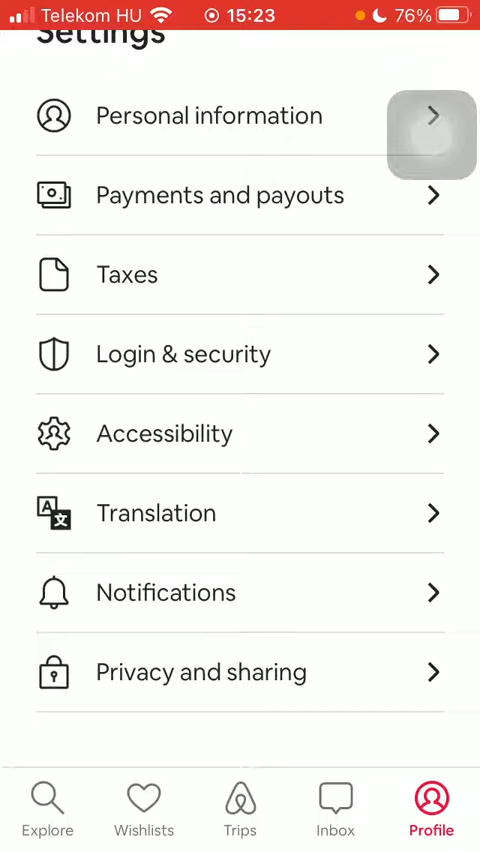 Telekom HU 15:23 76%
Settings
Personal information
Payments and payouts
Taxes
Login & security
Accessibility
A 文 Translation
Notifications
Privacy and sharing
Explore Wishlists Trips Inbox Profile